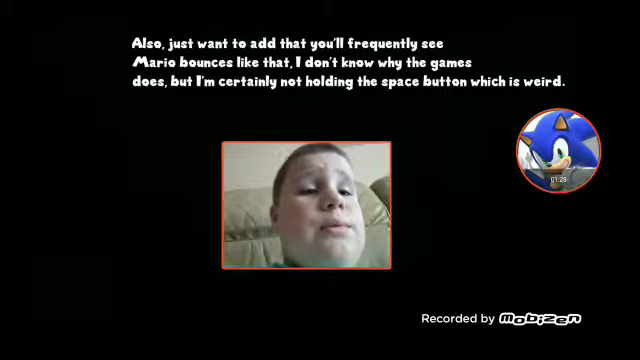 Also, just want to add that you'll frequently see
Mario bounces like that, I don't know why the games
does, but I'm certainly not holding the space button which is weird.
01:25
Recorded by mobizen